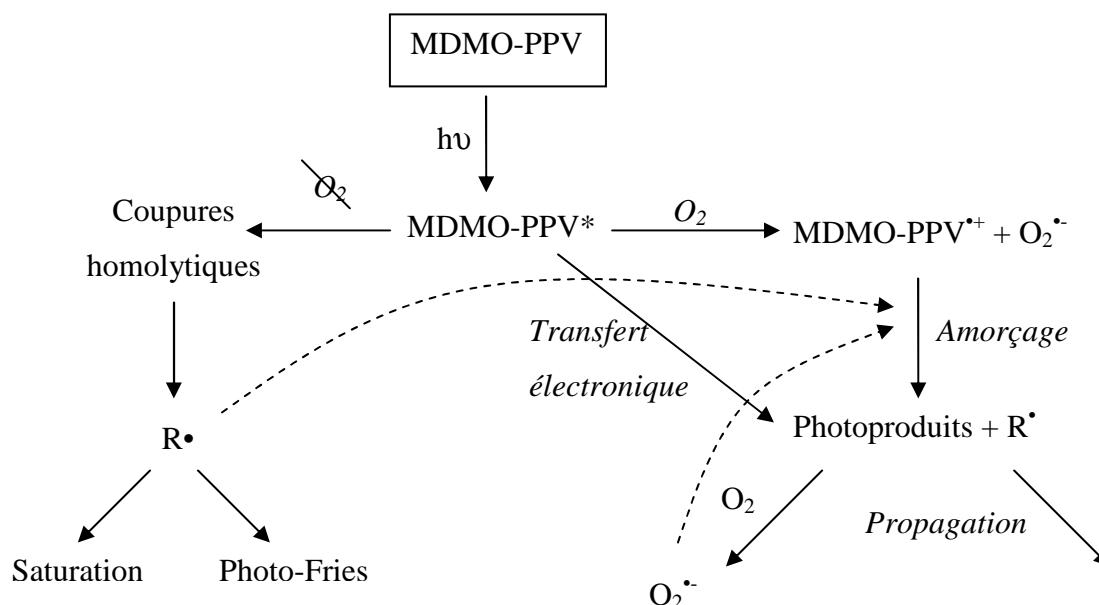 MDMO-PPV
hυ
O₂
Coupures
homolytiques
MDMO-PPV*
O₂
MDMO-PPV•⁺ + O₂•⁻
Transfert
électronique
Amorçage
R•
Photoproduits + R•
O₂
Propagation
Saturation
Photo-Fries
O₂•⁻